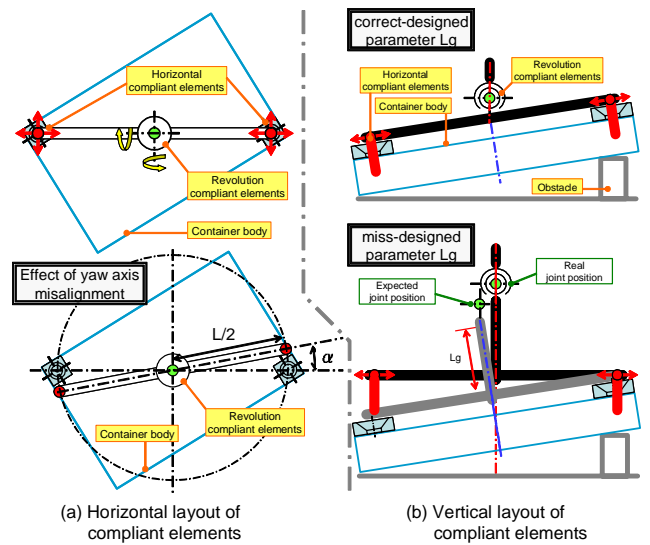 Horizontal
compliant elements
Revolution
compliant elements
Container body
Effect of yaw axis
misalignment
L/2
α
Revolution
compliant elements
Container body
(a) Horizontal layout of
compliant elements
correct-designed
parameter Lg
Horizontal
compliant elements
Container body
Revolution
compliant elements
Obstacle
miss-designed
parameter Lg
Expected
joint position
Real
joint position
Lg
(b) Vertical layout of
compliant elements